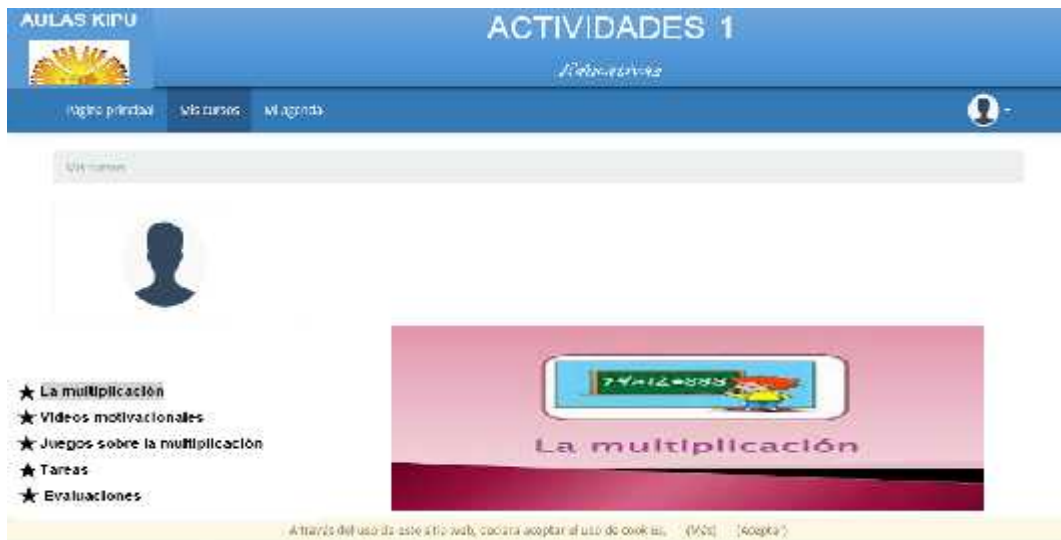 AULAS KIPU
ACTIVIDADES 1
Educativas
Página principal Mis cursos Mi agenda
Mis cursos
★ La multiplicación
★ Videos motivacionales
★ Juegos sobre la multiplicación
★ Tareas
★ Evaluaciones
La multiplicación
A través del uso de este sitio web, declara aceptar el uso de cookies. (Más) (Aceptar)